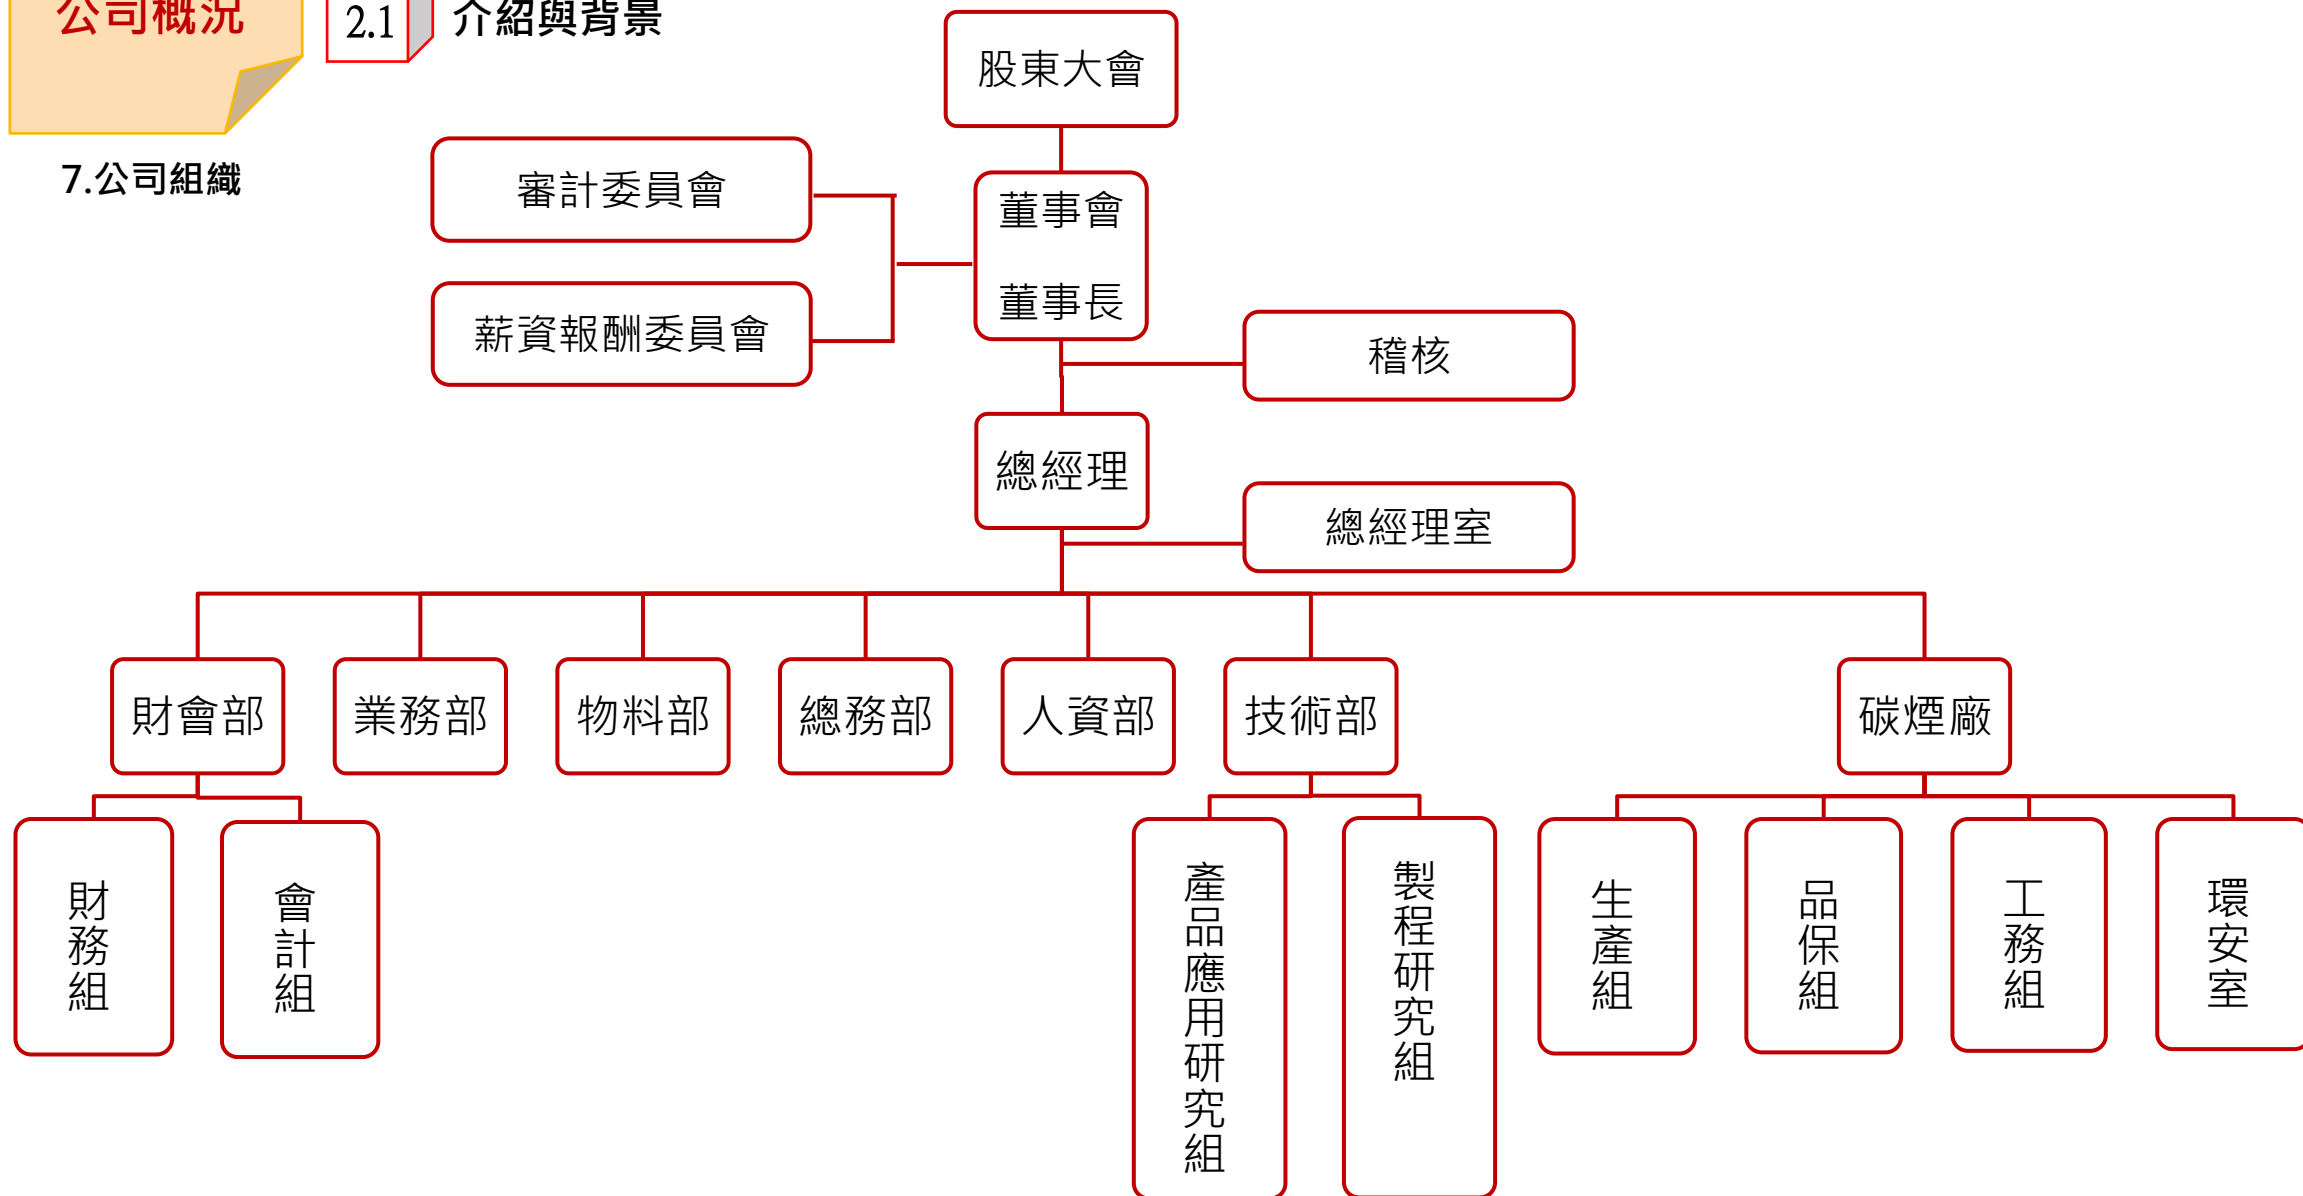 公司概況
2.1
介紹與背景
7.公司組織
股東大會
審計委員會
董事會
董事長
薪資報酬委員會
稽核
總經理
總經理室
財會部
業務部
物料部
總務部
人資部
技術部
碳煙廠
財務組
會計組
產品應用研究組
製程研究組
生產組
品保組
工務組
環安室